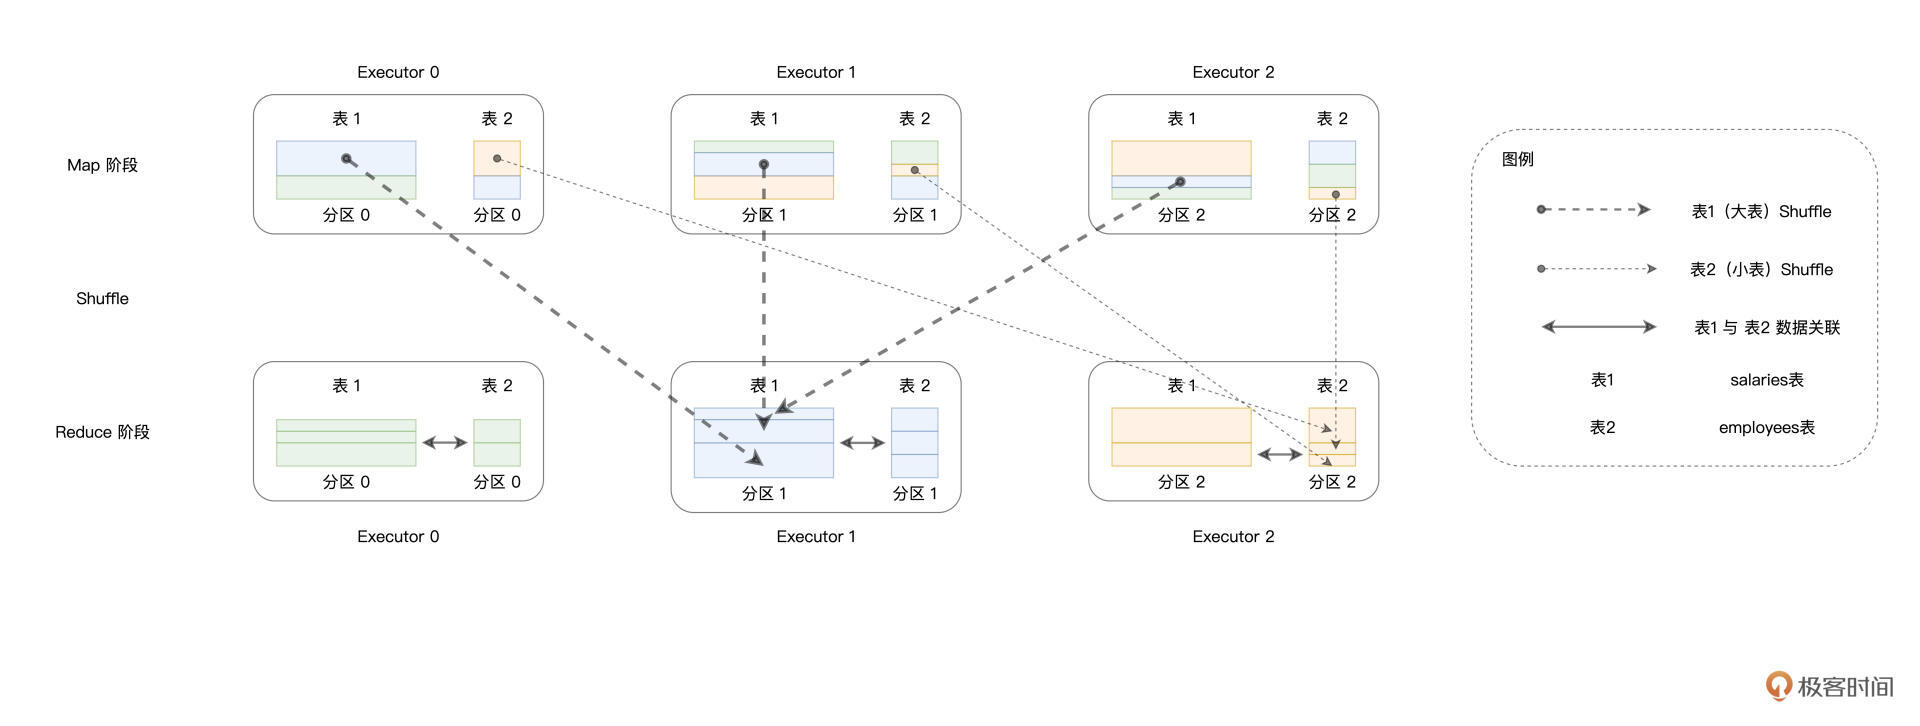 Executor 0
Executor 1
Executor 2
表 1
表 2
表 1
表 2
表 1
表 2
Map 阶段
分区 0
分区 0
分区 1
分区 1
分区 2
分区 2
Shuffle
表 1
表 2
表 1
表 2
表 1
表 2
Reduce 阶段
分区 0
分区 0
分区 1
分区 1
分区 2
分区 2
Executor 0
Executor 1
Executor 2
图例
表1（大表）Shuffle
表2（小表）Shuffle
表1 与 表2 数据关联
表1 salaries表
表2 employees表
极客时间